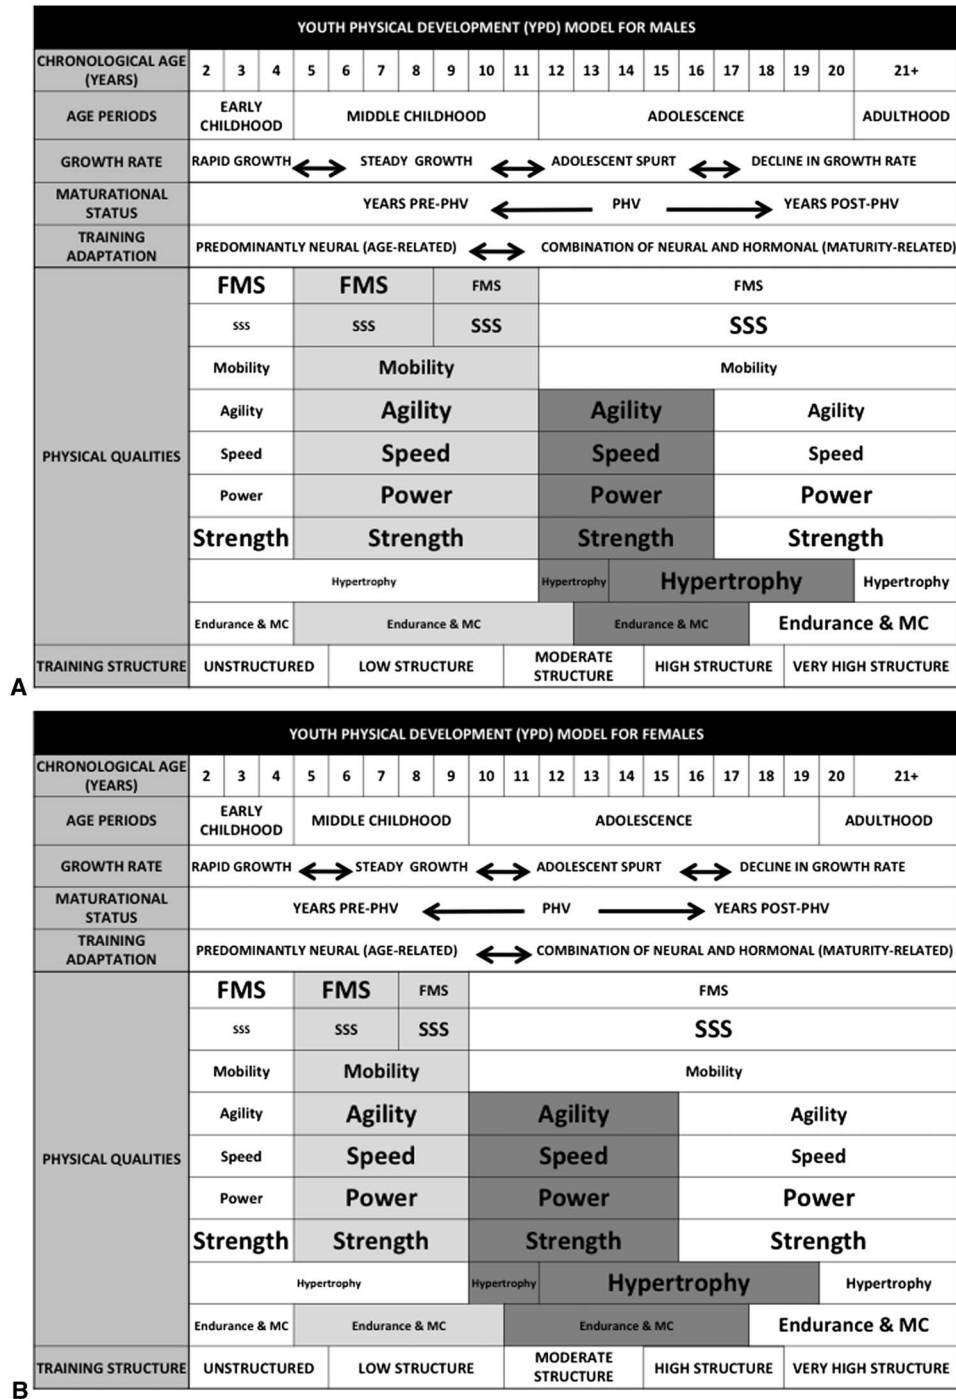 YOUTH PHYSICAL DEVELOPMENT (YPD) MODEL FOR MALES
CHRONOLOGICAL AGE (YEARS) 2 3 4 5 6 7 8 9 10 11 12 13 14 15 16 17 18 19 20 21+
AGE PERIODS EARLY CHILDHOOD MIDDLE CHILDHOOD ADOLESCENCE ADULTHOOD
GROWTH RATE RAPID GROWTH STEADY GROWTH ADOLESCENT SPURT DECLINE IN GROWTH RATE
MATURATIONAL STATUS YEARS PRE-PHV PHV YEARS POST-PHV
TRAINING ADAPTATION PREDOMINANTLY NEURAL (AGE-RELATED) COMBINATION OF NEURAL AND HORMONAL (MATURITY-RELATED)
PHYSICAL QUALITIES
FMS FMS FMS FMS
SSS SSS SSS SSS
Mobility Mobility Mobility
Agility Agility Agility Agility
Speed Speed Speed Speed
Power Power Power Power
Strength Strength Strength Strength
Hypertrophy Hypertrophy Hypertrophy Hypertrophy
Endurance & MC Endurance & MC Endurance & MC Endurance & MC
TRAINING STRUCTURE UNSTRUCTURED LOW STRUCTURE MODERATE STRUCTURE HIGH STRUCTURE VERY HIGH STRUCTURE
A
YOUTH PHYSICAL DEVELOPMENT (YPD) MODEL FOR FEMALES
CHRONOLOGICAL AGE (YEARS) 2 3 4 5 6 7 8 9 10 11 12 13 14 15 16 17 18 19 20 21+
AGE PERIODS EARLY CHILDHOOD MIDDLE CHILDHOOD ADOLESCENCE ADULTHOOD
GROWTH RATE RAPID GROWTH STEADY GROWTH ADOLESCENT SPURT DECLINE IN GROWTH RATE
MATURATIONAL STATUS YEARS PRE-PHV PHV YEARS POST-PHV
TRAINING ADAPTATION PREDOMINANTLY NEURAL (AGE-RELATED) COMBINATION OF NEURAL AND HORMONAL (MATURITY-RELATED)
PHYSICAL QUALITIES
FMS FMS FMS FMS
SSS SSS SSS SSS
Mobility Mobility Mobility
Agility Agility Agility Agility
Speed Speed Speed Speed
Power Power Power Power
Strength Strength Strength Strength
Hypertrophy Hypertrophy Hypertrophy Hypertrophy
Endurance & MC Endurance & MC Endurance & MC Endurance & MC
TRAINING STRUCTURE UNSTRUCTURED LOW STRUCTURE MODERATE STRUCTURE HIGH STRUCTURE VERY HIGH STRUCTURE
B